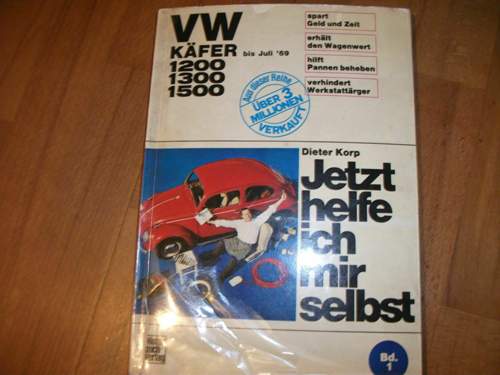 VW
KÄFER bis Juli '69
1200
1300
1500
spart
Geld und Zeit
erhält
den Wagenwert
hilft
Pannen beheben
verhindert
Werkstattärger
Aus dieser Reihe
ÜBER 3
MILLIONEN
VERKAUFT
Dieter Korp
Jetzt
helfe
ich
mir
selbst
Bd.
1